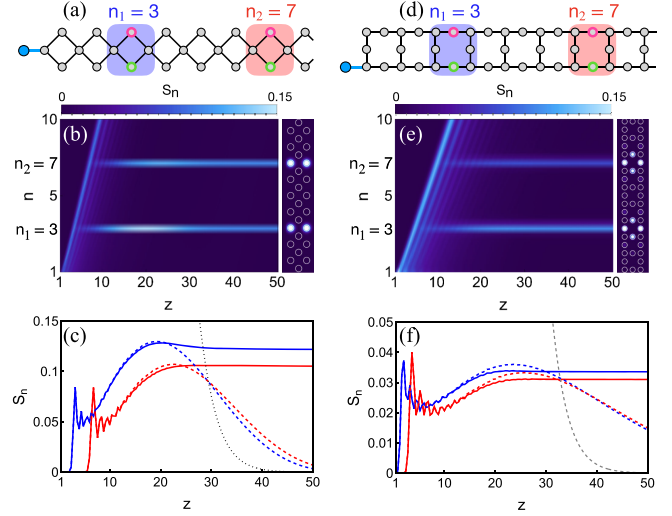 (a) n₁ = 3 n₂ = 7
(d) n₁ = 3 n₂ = 7
0 Sₙ 0.15
(b)
10
n₂ = 7
n 5
n₁ = 3
1
1 10 20 30 40 50
z
0 Sₙ 0.15
(e)
10
n₂ = 7
n 5
n₁ = 3
1
1 10 20 30 40 50
z
(c)
0.15
0.1
Sₙ
0.05
0
1 10 20 30 40 50
z
(f)
0.05
0.04
0.03
Sₙ
0.02
0.01
0
1 10 20 30 40 50
z